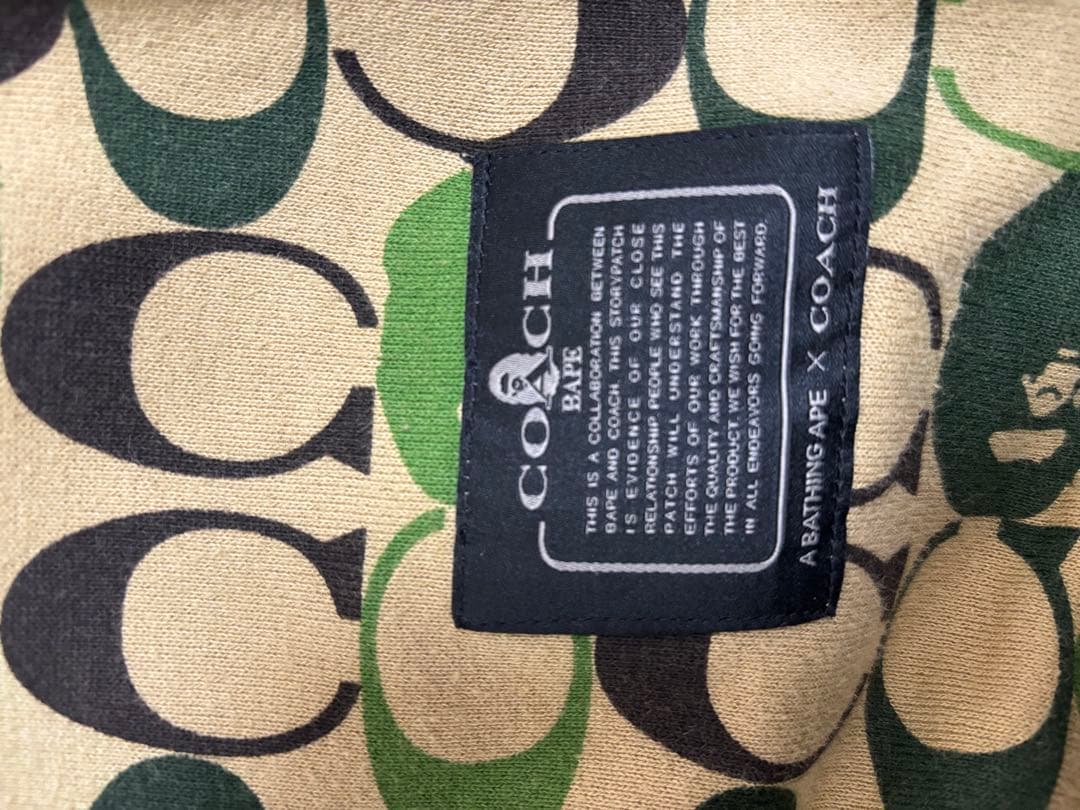 COACH
BAPE
THIS IS A COLLABORATION BETWEEN
BAPE AND COACH. THIS STORYPATCH
IS EVIDENCE OF OUR CLOSE
RELATIONSHIP. PEOPLE WHO SEE THIS
PATCH WILL UNDERSTAND THE
EFFORTS OF OUR WORK THROUGH
THE QUALITY AND CRAFTSMANSHIP OF
THE PRODUCT. WE WISH FOR THE BEST
IN ALL ENDEAVORS GOING FORWARD.
A BATHING APE X COACH